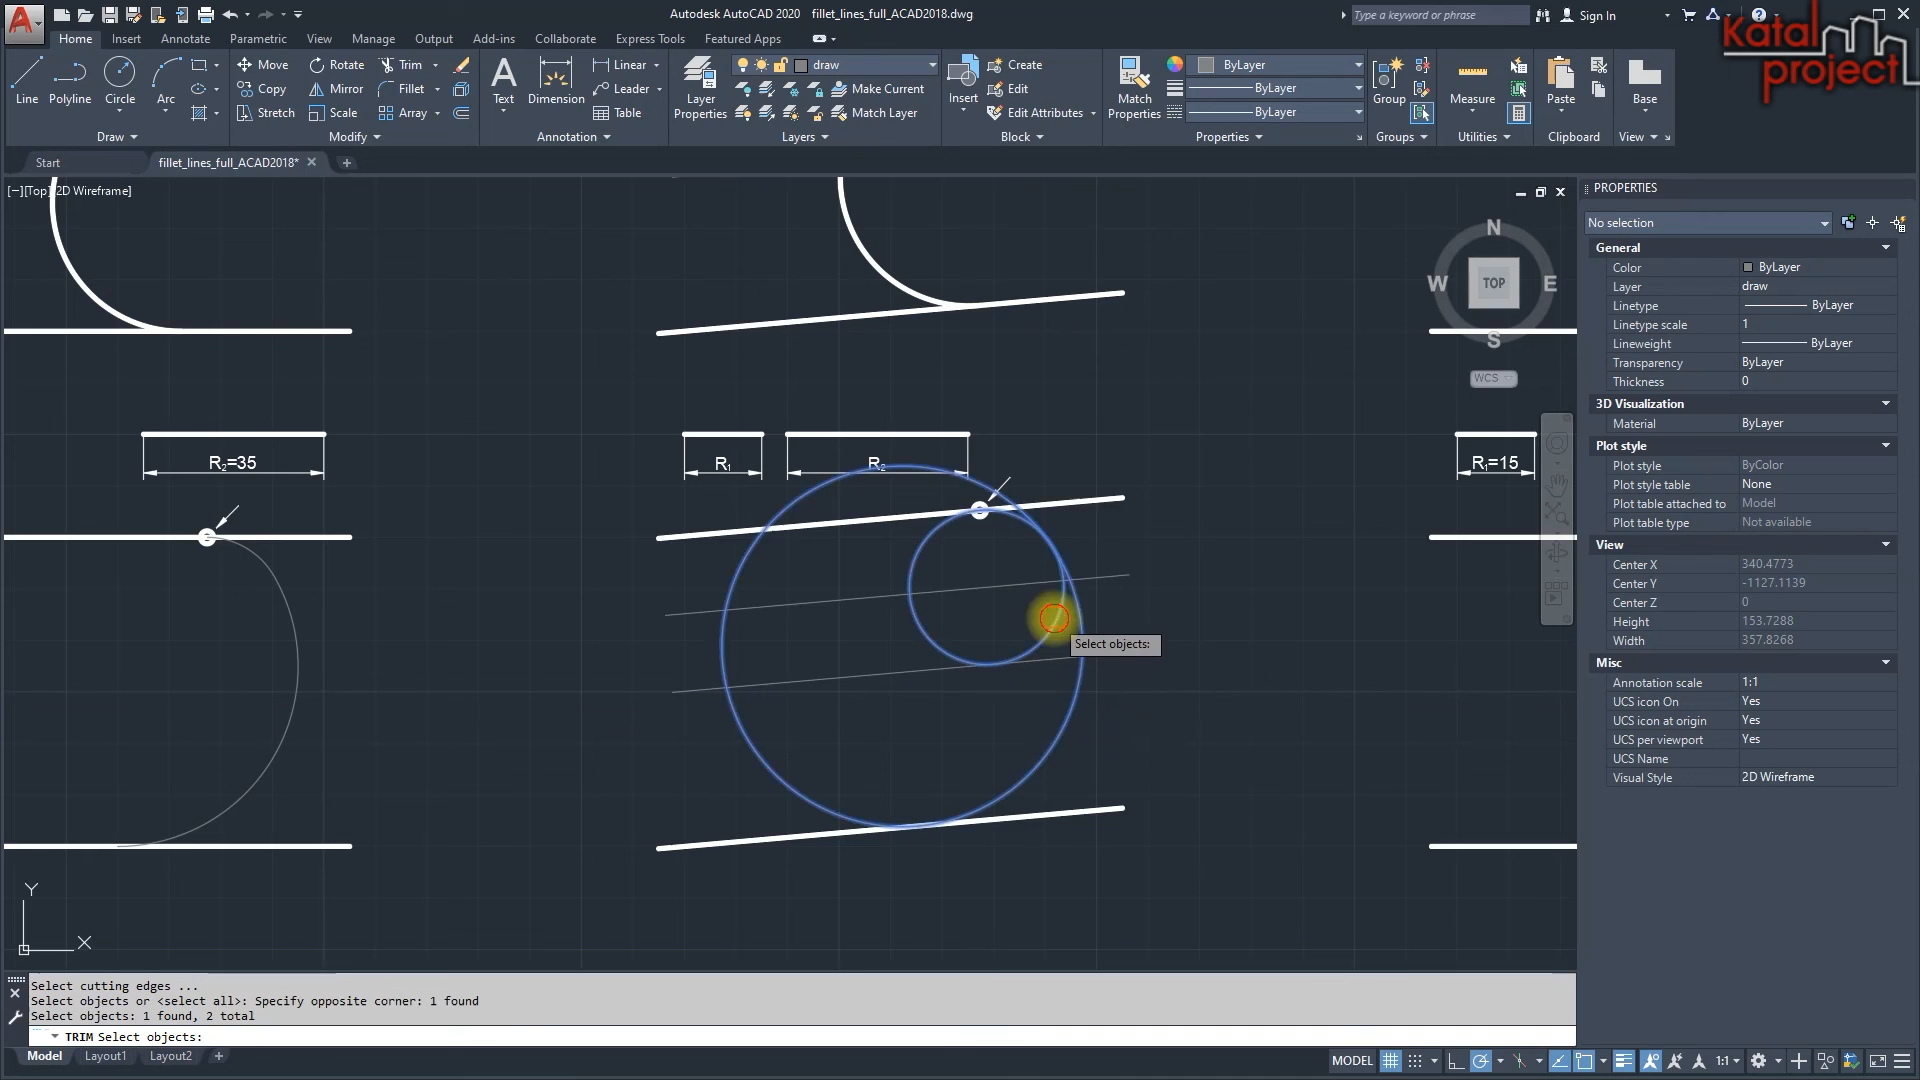 Autodesk AutoCAD 2020 fillet_lines_full_ACAD2018.dwg
Type a keyword or phrase
Sign In
Katal
project
Home Insert Annotate Parametric View Manage Output Add-ins Collaborate Express Tools Featured Apps
Line Polyline Circle Arc
Move Rotate Trim
Copy Mirror Fillet
Stretch Scale Array
Text Dimension
Linear
Leader
Table
Layer
Properties
draw
Make Current
Match Layer
Insert
Create
Edit
Edit Attributes
Match
Properties
ByLayer
ByLayer
ByLayer
Group
Measure
Paste
Base
Draw Modify Annotation Layers Block Properties Groups Utilities Clipboard View
Start fillet_lines_full_ACAD2018*
[−][Top][2D Wireframe]
N
W TOP E
S
WCS
R2=35
R1
R2
R1=15
Select objects:
Y
X
PROPERTIES
No selection
General
Color ByLayer
Layer draw
Linetype ByLayer
Linetype scale 1
Lineweight ByLayer
Transparency ByLayer
Thickness 0
3D Visualization
Material ByLayer
Plot style
Plot style ByColor
Plot style table None
Plot table attached to Model
Plot table type Not available
View
Center X 340.4773
Center Y -1127.1139
Center Z 0
Height 153.7288
Width 357.8268
Misc
Annotation scale 1:1
UCS icon On Yes
UCS icon at origin Yes
UCS per viewport Yes
UCS Name
Visual Style 2D Wireframe
Select cutting edges ...
Select objects or <select all>: Specify opposite corner: 1 found
Select objects: 1 found, 2 total
TRIM Select objects:
Model Layout1 Layout2
MODEL 1:1